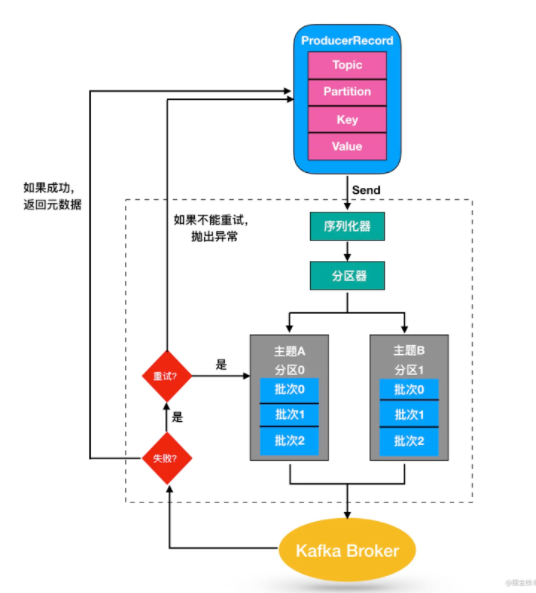 ProducerRecord
Topic
Partition
Key
Value
Send
如果成功，
返回元数据
如果不能重试，
抛出异常
序列化器
分区器
主题A
分区0
批次0
批次1
批次2
主题B
分区1
批次0
批次1
批次2
重试?
是
是
失败?
Kafka Broker